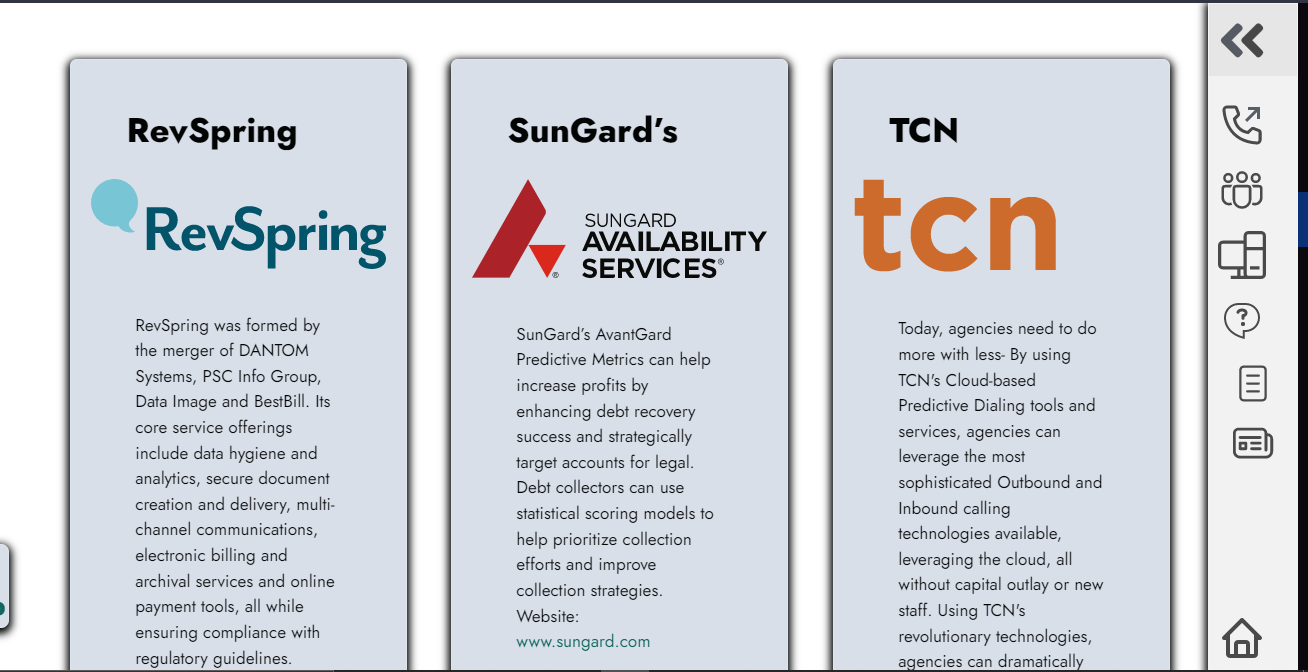 RevSpring
RevSpring
RevSpring was formed by
the merger of DANTOM
Systems, PSC Info Group,
Data Image and BestBill. Its
core service offerings
include data hygiene and
analytics, secure document
creation and delivery, multi-
channel communications,
electronic billing and
archival services and online
payment tools, all while
ensuring compliance with
regulatory guidelines.
SunGard's
SUNGARD
AVAILABILITY
SERVICES®
®
SunGard's AvantGard
Predictive Metrics can help
increase profits by
enhancing debt recovery
success and strategically
target accounts for legal.
Debt collectors can use
statistical scoring models to
help prioritize collection
efforts and improve
collection strategies.
Website:
www.sungard.com
TCN
tcn
Today, agencies need to do
more with less- By using
TCN's Cloud-based
Predictive Dialing tools and
services, agencies can
leverage the most
sophisticated Outbound and
Inbound calling
technologies available,
leveraging the cloud, all
without capital outlay or new
staff. Using TCN's
revolutionary technologies,
agencies can dramatically